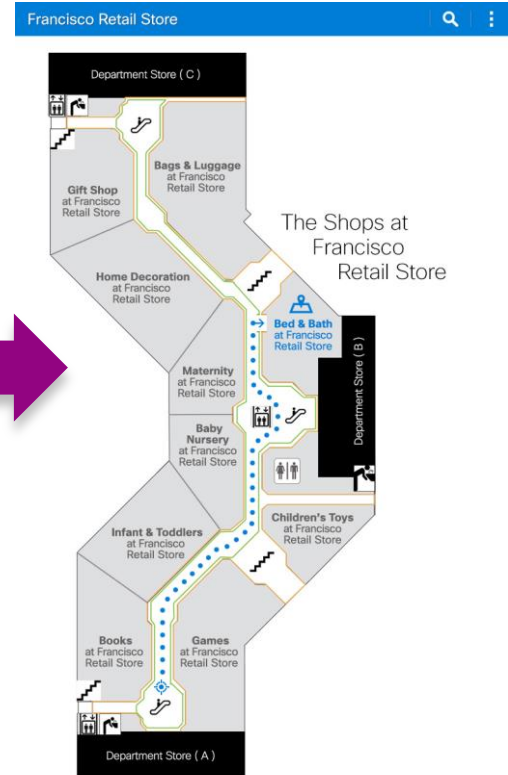 Francisco Retail Store
Department Store ( C )
Bags & Luggage
at Francisco
Retail Store
Gift Shop
at Francisco
Retail Store
The Shops at
Francisco
Retail Store
Home Decoration
at Francisco
Retail Store
Bed & Bath
at Francisco
Retail Store
Department Store ( B )
Maternity
at Francisco
Retail Store
Baby
Nursery
at Francisco
Retail Store
Children's Toys
at Francisco
Retail Store
Infant & Toddlers
at Francisco
Retail Store
Books
at Francisco
Retail Store
Games
at Francisco
Retail Store
Department Store ( A )